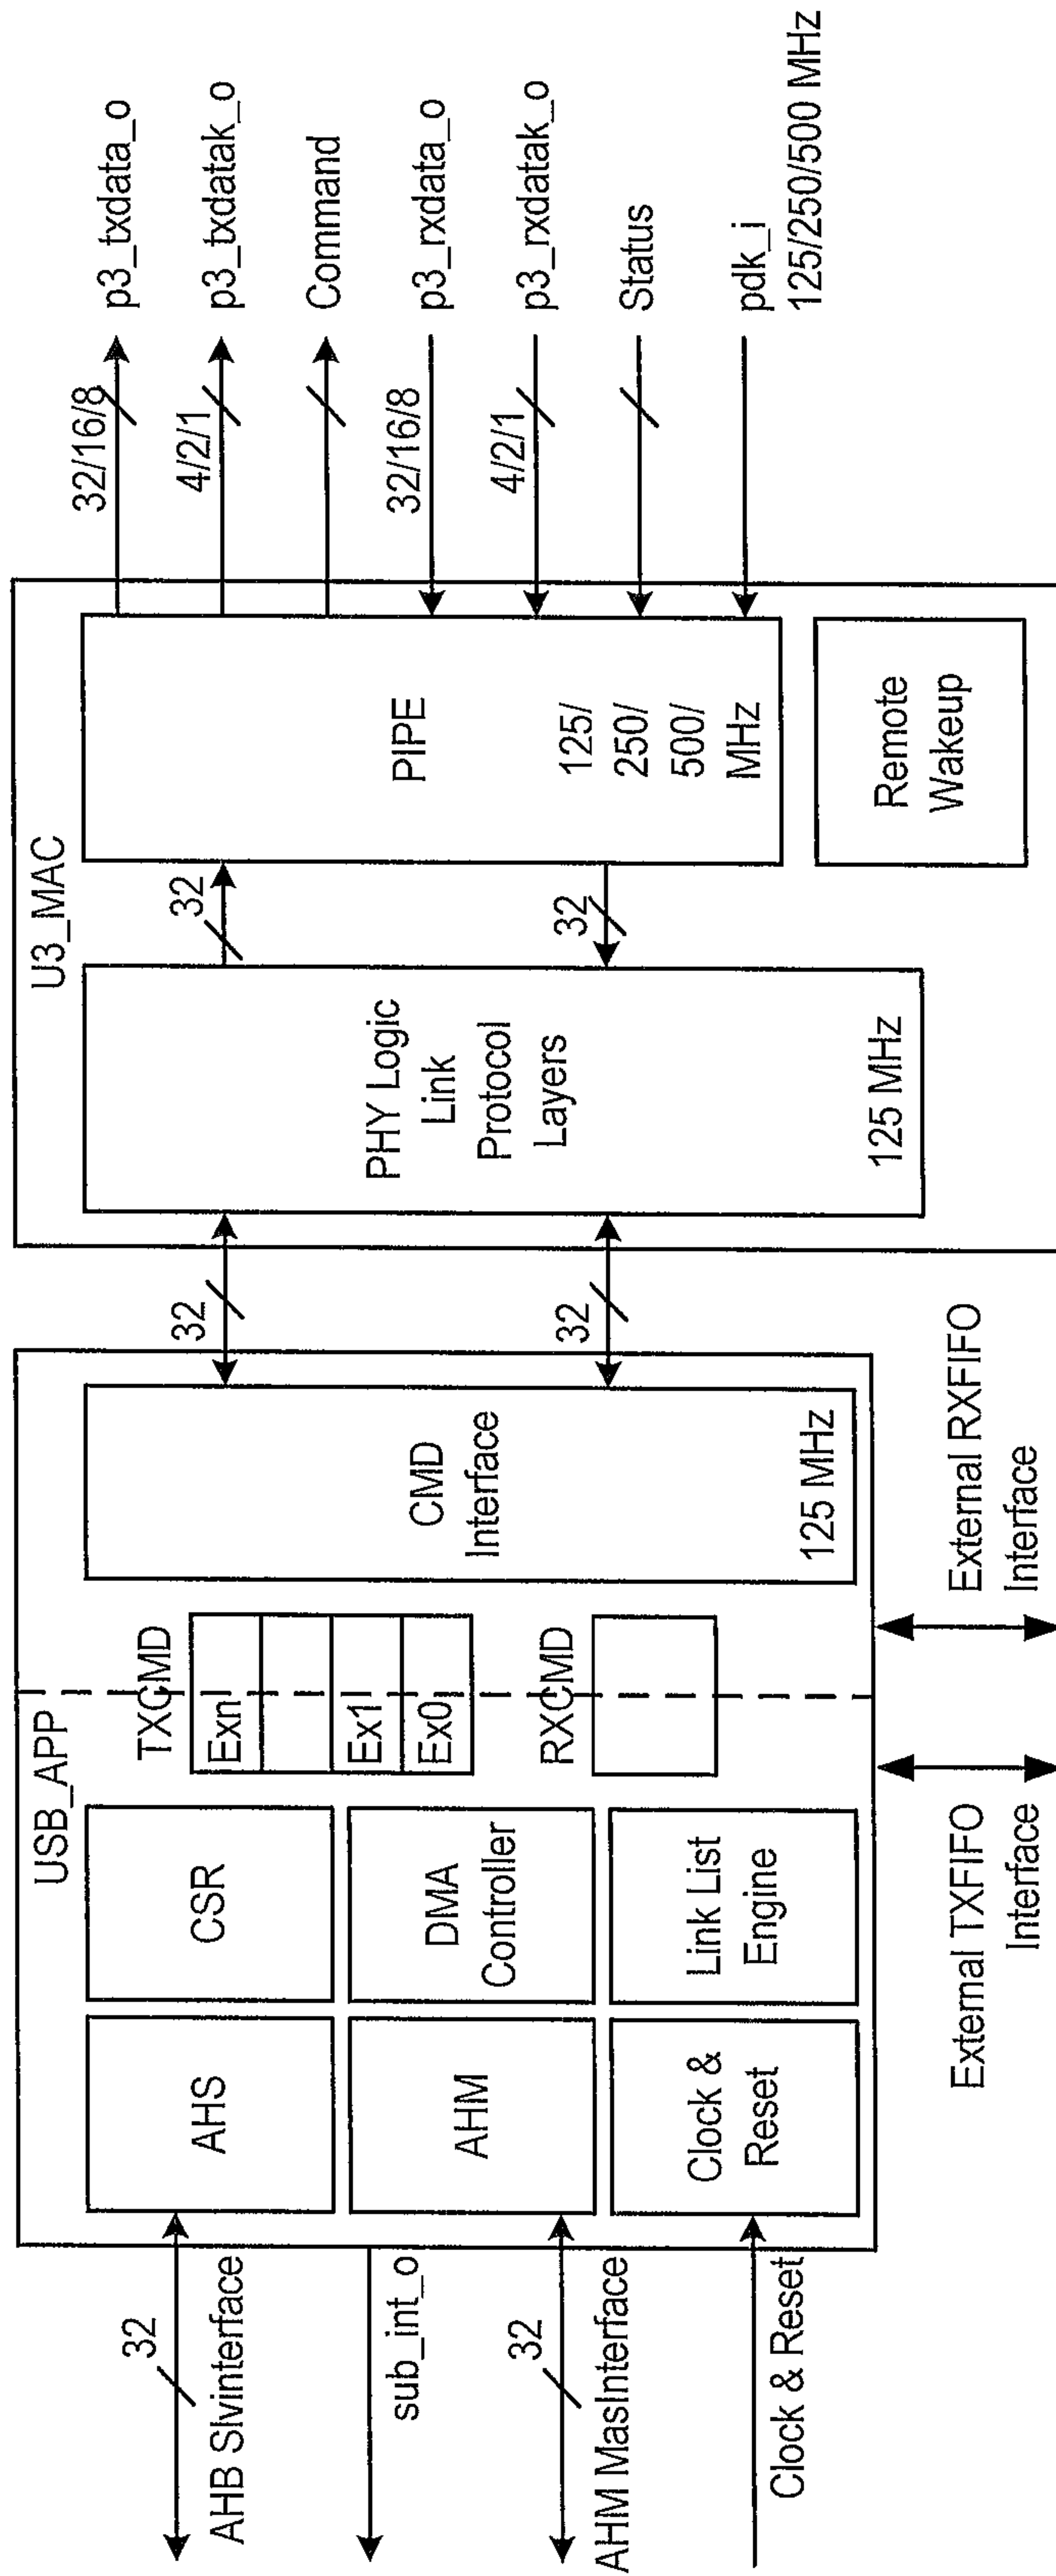 USB_APP
AHS
CSR
AHM
DMA
Controller
Clock &
Reset
Link List
Engine
TXCMD
Exn
Ex1
Ex0
RXCMD
CMD
Interface
125 MHz
32
AHB Slvinterface
sub_int_o
32
AHM MasInterface
Clock & Reset
External TXFIFO
Interface
External RXFIFO
Interface
32
32
U3_MAC
PHY Logic
Link
Protocol
Layers
125 MHz
32
32
PIPE
125/
250/
500/
MHz
Remote
Wakeup
32/16/8
p3_txdata_o
4/2/1
p3_txdatak_o
Command
32/16/8
p3_rxdata_o
4/2/1
p3_rxdatak_o
Status
pdk_i
125/250/500 MHz